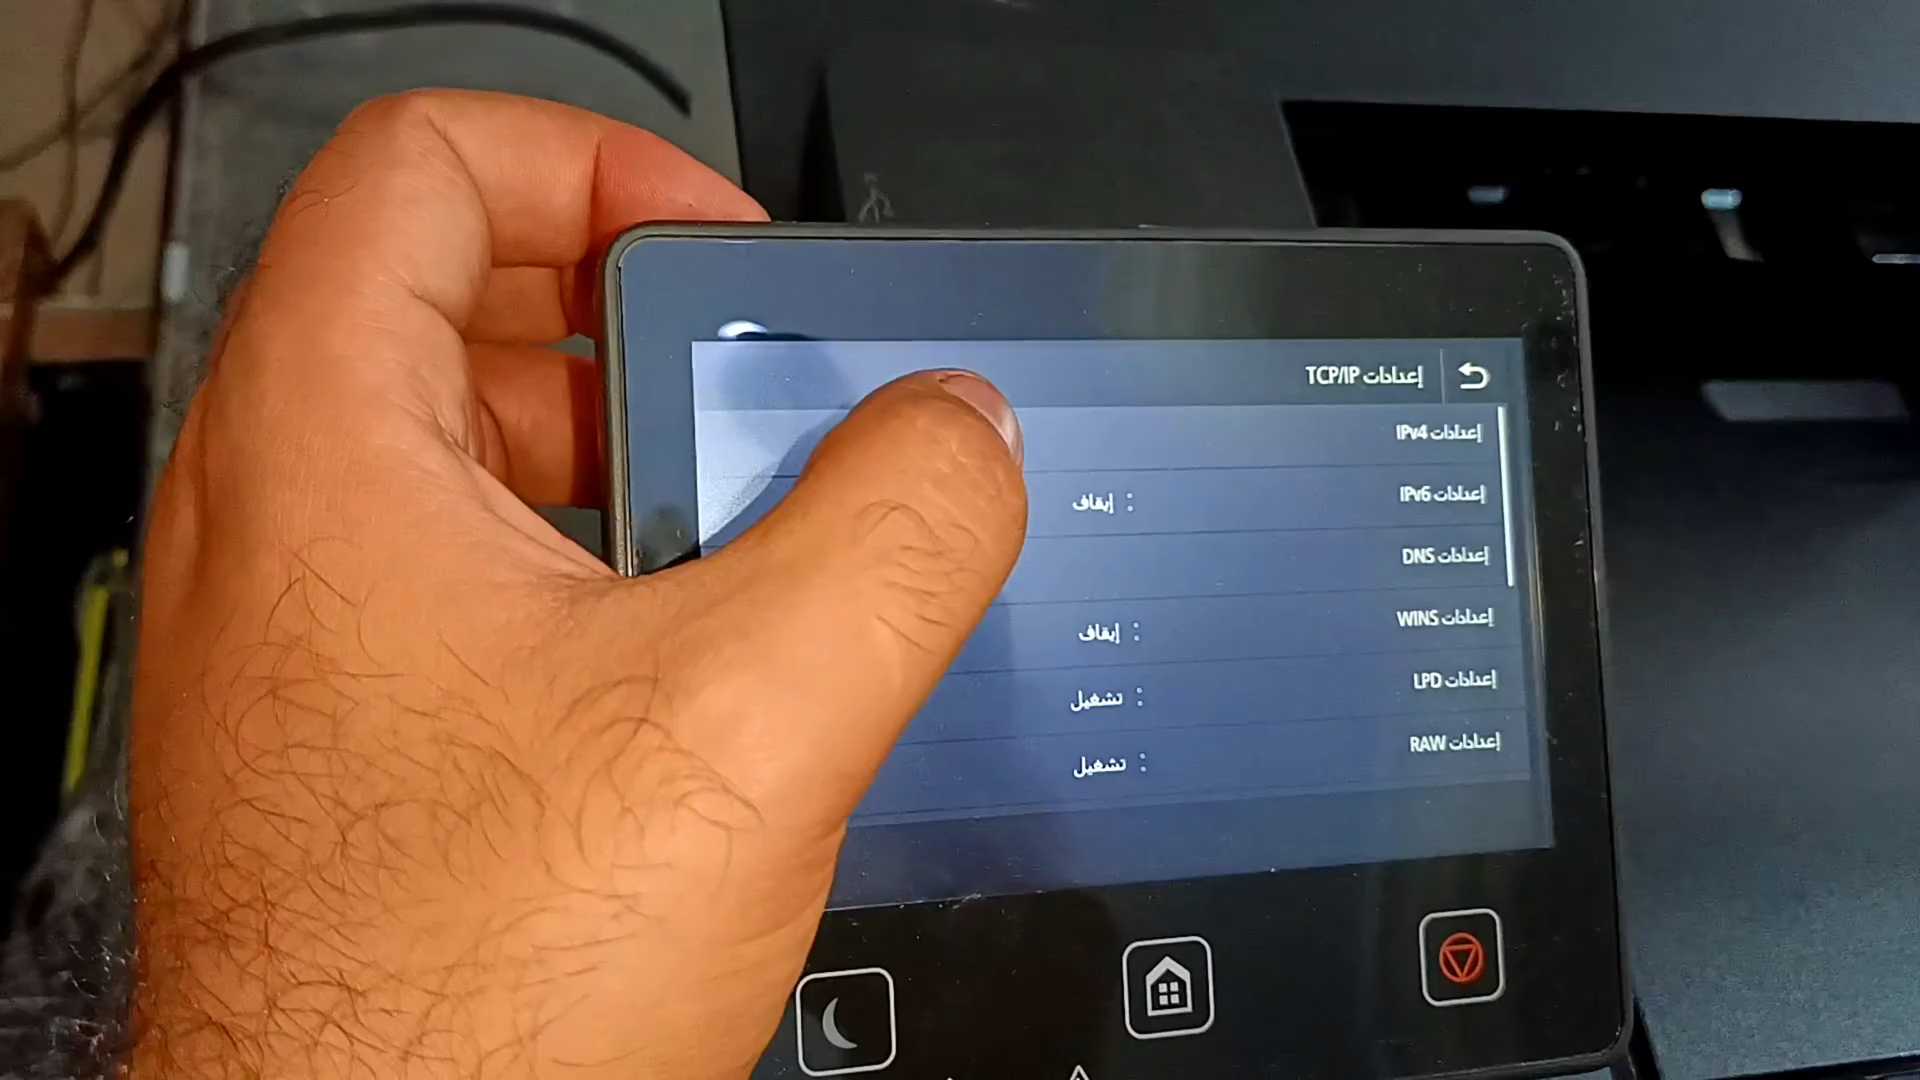 إعدادات TCP/IP
إعدادات IPv4
إعدادات IPv6 : إيقاف
إعدادات DNS
إعدادات WINS : إيقاف
إعدادات LPD : تشغيل
إعدادات RAW : تشغيل